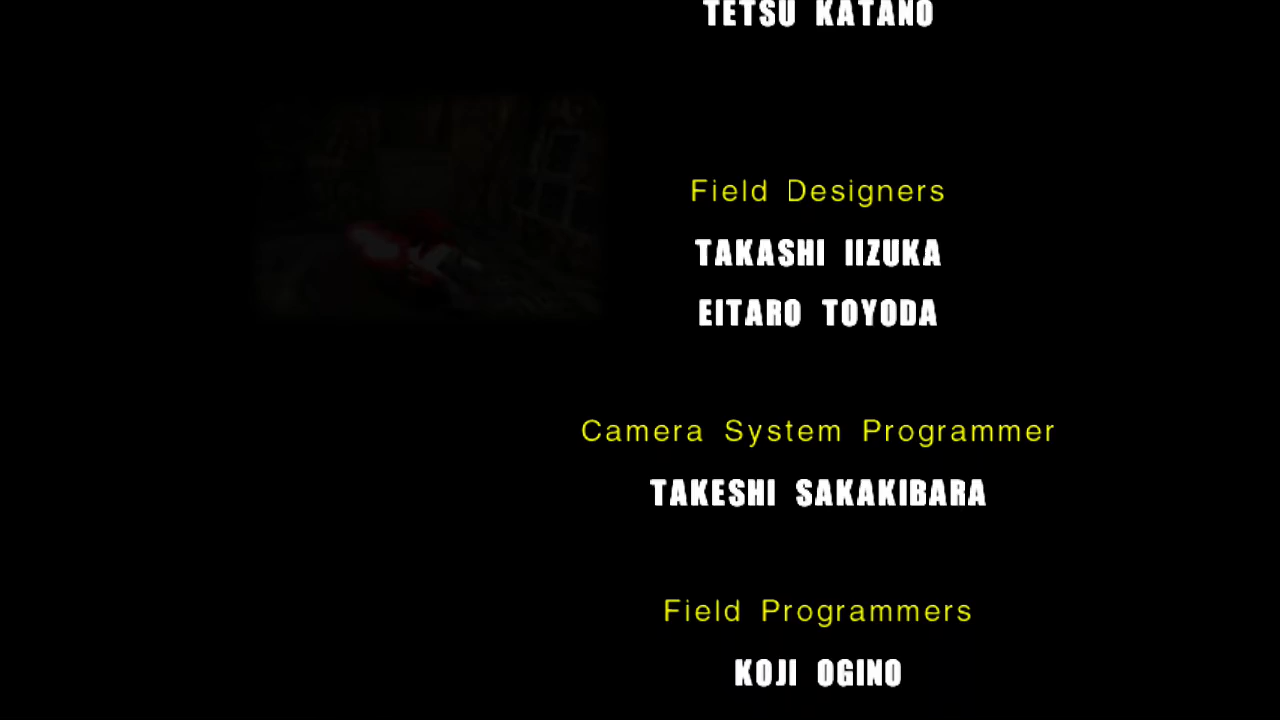 TETSU KATANO
Field Designers
TAKASHI IIZUKA
EITARO TOYODA
Camera System Programmer
TAKESHI SAKAKIBARA
Field Programmers
KOJI OGINO